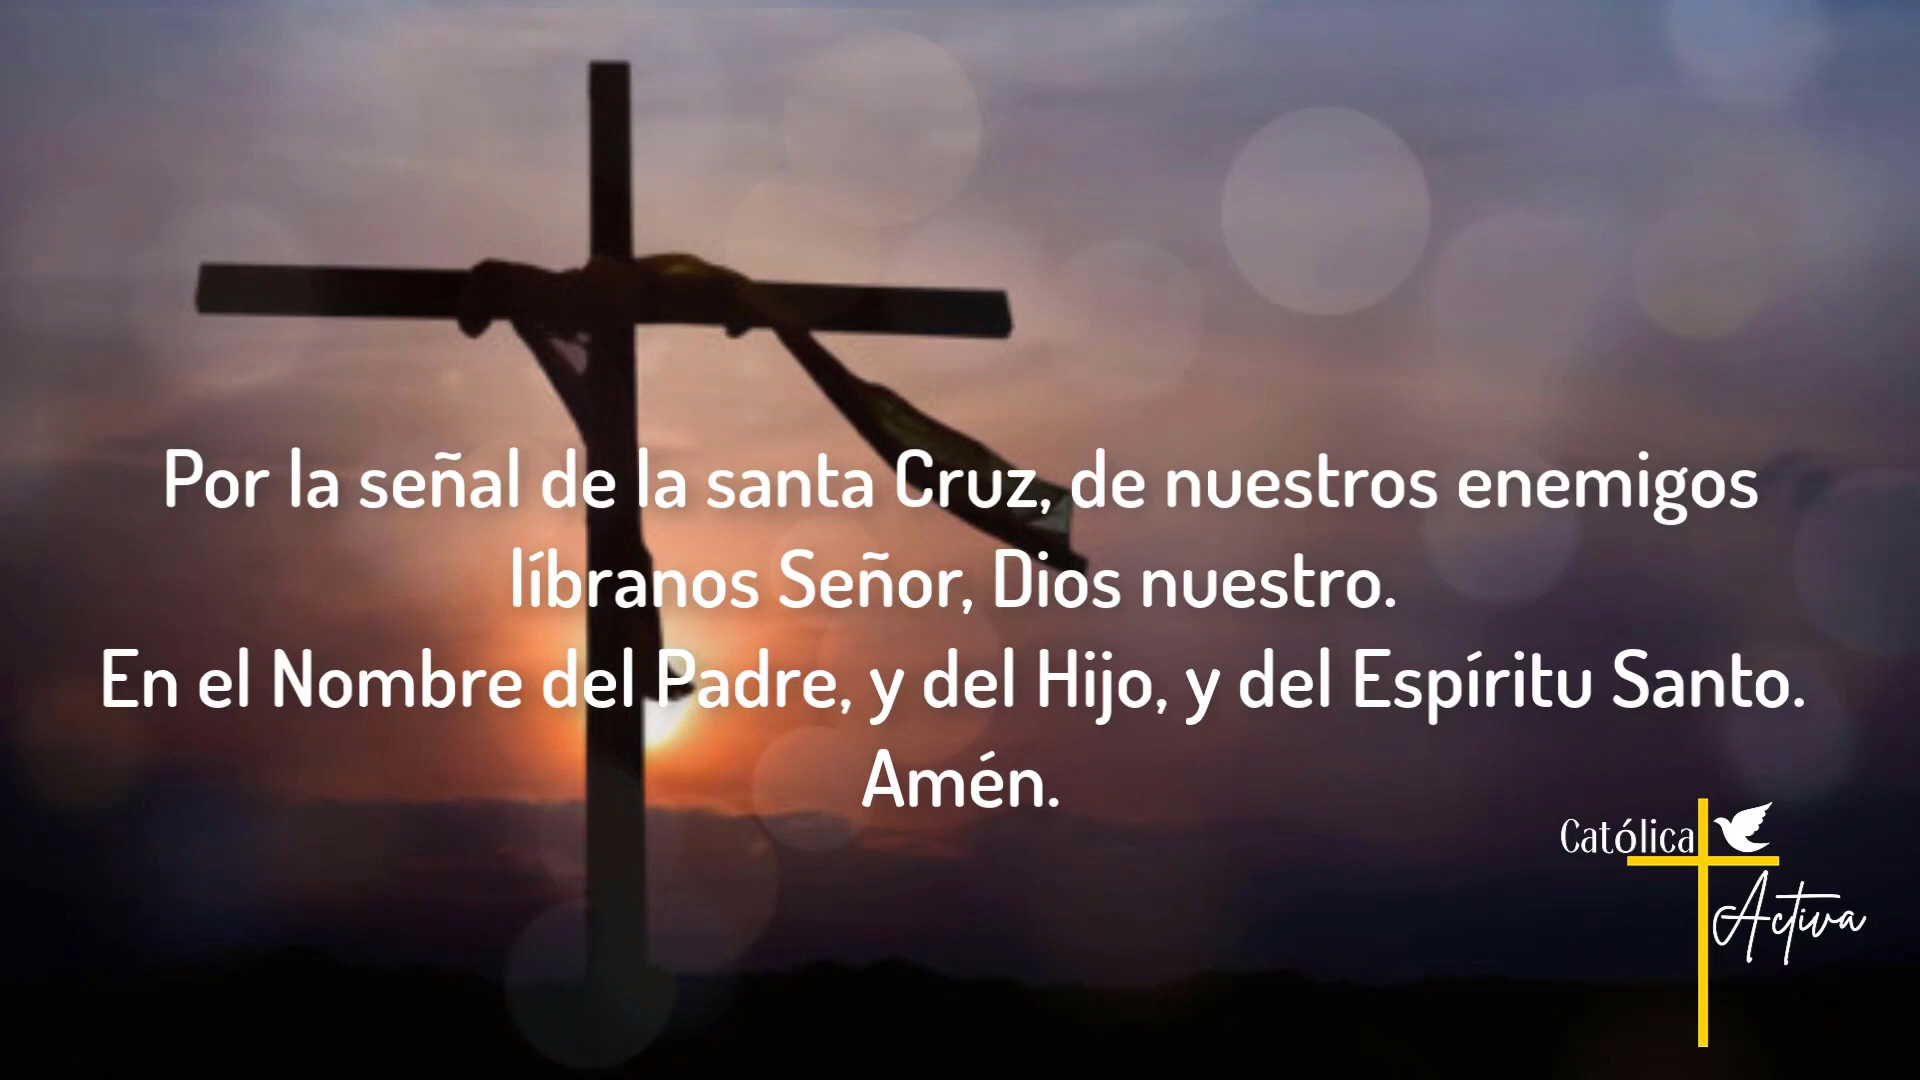 Por la señal de la santa Cruz, de nuestros enemigos
líbranos Señor, Dios nuestro.
En el Nombre del Padre, y del Hijo, y del Espíritu Santo.
Amén.
Católica
Activa